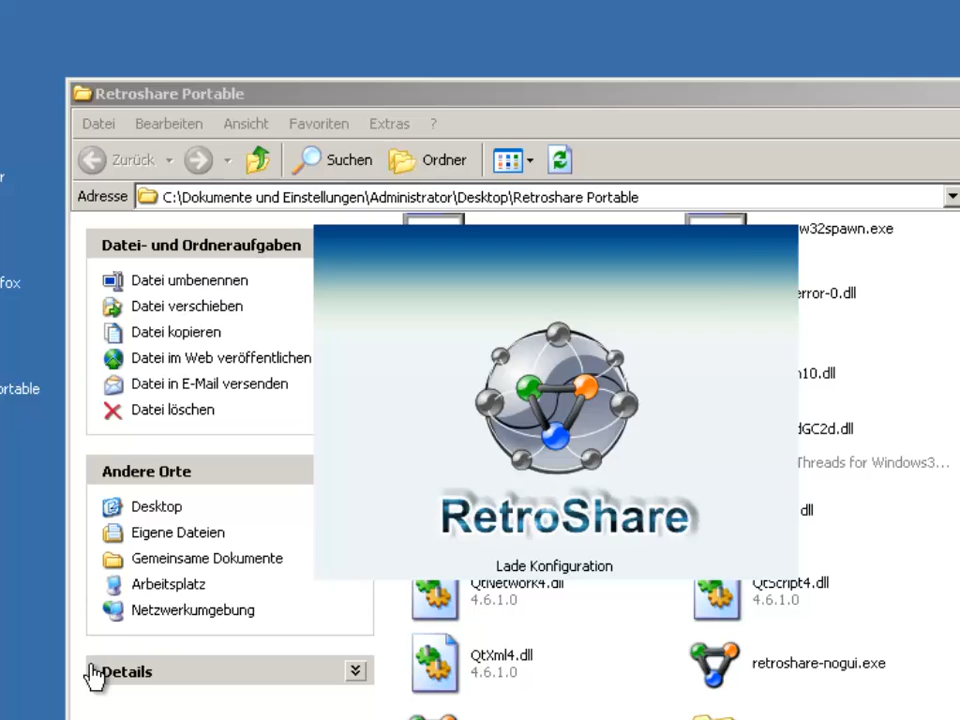 r
fox
ortable
Retroshare Portable
Datei Bearbeiten Ansicht Favoriten Extras ?
Zurück Suchen Ordner
Adresse C:\Dokumente und Einstellungen\Administrator\Desktop\Retroshare Portable
Datei- und Ordneraufgaben
Datei umbenennen
Datei verschieben
Datei kopieren
Datei im Web veröffentlichen
Datei in E-Mail versenden
Datei löschen
Andere Orte
Desktop
Eigene Dateien
Gemeinsame Dokumente
Arbeitsplatz
Netzwerkumgebung
Details
RetroShare
Lade Konfiguration
w32spawn.exe
error-0.dll
n10.dll
dGC2d.dll
Threads for Windows3...
.dll
QtNetwork4.dll
4.6.1.0
QtScript4.dll
4.6.1.0
QtXml4.dll
4.6.1.0
retroshare-nogui.exe